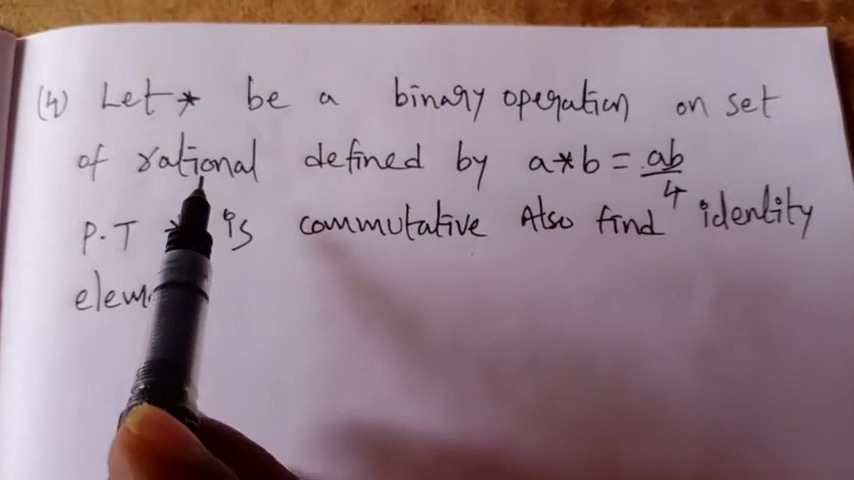 (4) Let * be a binary operation on set
of rational defined by a*b = ab/4
P.T is commutative Also find identity